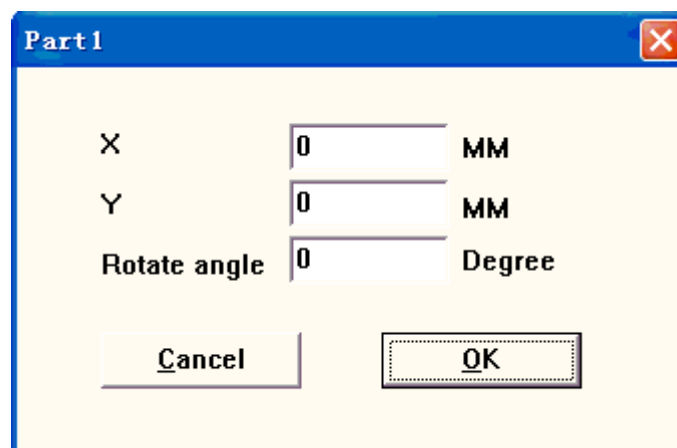 Part1
X 0 MM
Y 0 MM
Rotate angle 0 Degree
Cancel OK